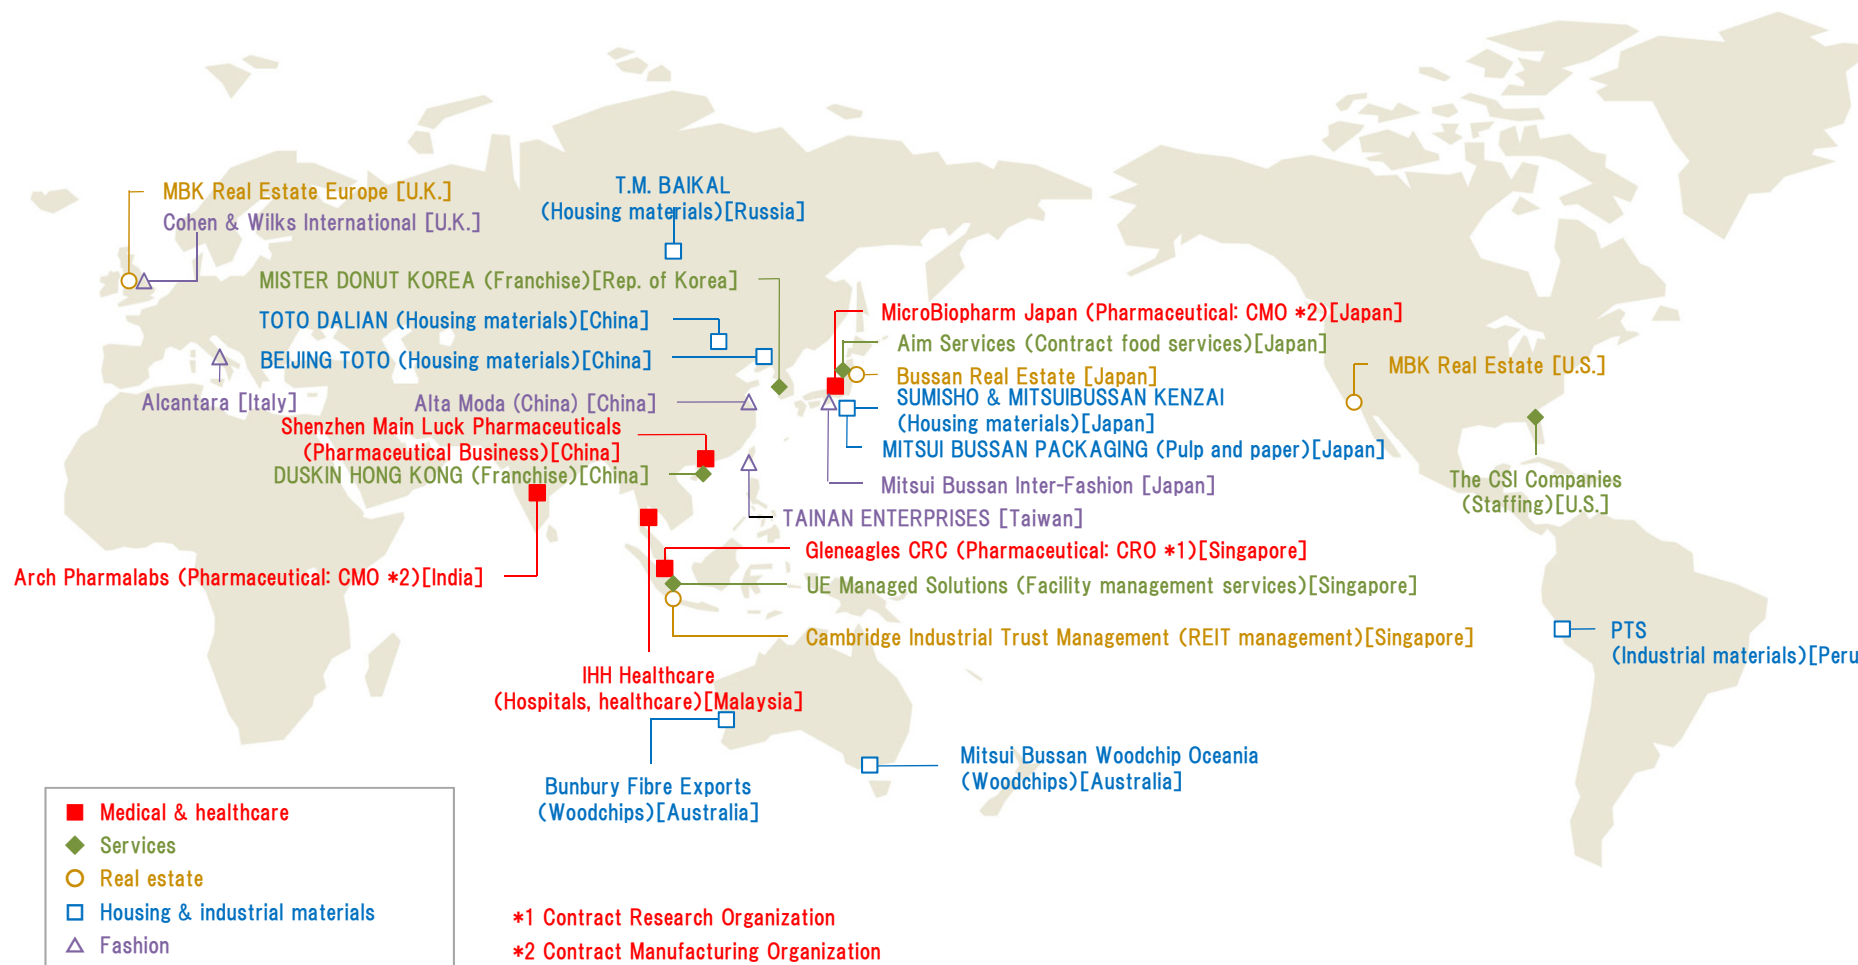 MBK Real Estate Europe [U.K.]
Cohen & Wilks International [U.K.]
T.M. BAIKAL
(Housing materials)[Russia]
MISTER DONUT KOREA (Franchise)[Rep. of Korea]
TOTO DALIAN (Housing materials)[China]
BEIJING TOTO (Housing materials)[China]
Alcantara [Italy]
Alta Moda (China) [China]
Shenzhen Main Luck Pharmaceuticals
(Pharmaceutical Business)[China]
DUSKIN HONG KONG (Franchise)[China]
MicroBiopharm Japan (Pharmaceutical: CMO *2)[Japan]
Aim Services (Contract food services)[Japan]
Bussan Real Estate [Japan]
SUMISHO & MITSUIBUSSAN KENZAI
(Housing materials)[Japan]
MITSUI BUSSAN PACKAGING (Pulp and paper)[Japan]
Mitsui Bussan Inter-Fashion [Japan]
TAINAN ENTERPRISES [Taiwan]
MBK Real Estate [U.S.]
The CSI Companies
(Staffing)[U.S.]
Gleneagles CRC (Pharmaceutical: CRO *1)[Singapore]
UE Managed Solutions (Facility management services)[Singapore]
Cambridge Industrial Trust Management (REIT management)[Singapore]
Arch Pharmalabs (Pharmaceutical: CMO *2)[India]
PTS
(Industrial materials)[Peru
IHH Healthcare
(Hospitals, healthcare)[Malaysia]
Bunbury Fibre Exports
(Woodchips)[Australia]
Mitsui Bussan Woodchip Oceania
(Woodchips)[Australia]
Medical & healthcare
Services
Real estate
Housing & industrial materials
Fashion
*1 Contract Research Organization
*2 Contract Manufacturing Organization